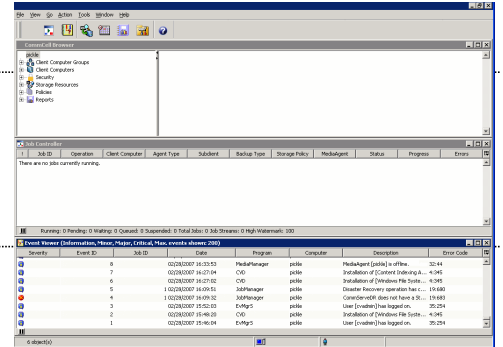 File View Go Action Tools Window Help
CommCell Browser
pickle
Client Computer Groups
Client Computers
Security
Storage Resources
Policies
Reports
Job Controller
! Job ID Operation Client Computer Agent Type Subclient Backup Type Storage Policy MediaAgent Status Progress Errors
There are no jobs currently running.
Running: 0 Pending: 0 Waiting: 0 Queued: 0 Suspended: 0 Total Jobs: 0 Job Streams: 0 High Watermark: 100
Event Viewer (Information, Minor, Major, Critical, Max. events shown: 200)
Severity Event ID Job ID Date Program Computer Description Error Code
8 02/28/2007 16:33:53 MediaManager pickle MediaAgent [pickle] is offline. 32:44
7 02/28/2007 16:27:04 CVD pickle Installation of [Content Indexing A... 4:345
6 02/28/2007 16:27:02 CVD pickle Installation of [Windows File Syste... 4:345
5 1 02/28/2007 16:09:51 JobManager pickle Disaster Recovery operation has c... 19:680
4 1 02/28/2007 16:09:32 JobManager pickle CommServeDR does not have a St... 19:683
3 02/28/2007 15:52:03 EvMgrS pickle User [cvadmin] has logged on. 35:254
2 02/28/2007 15:48:20 CVD pickle Installation of [Windows File Syste... 4:345
1 02/28/2007 15:46:04 EvMgrS pickle User [cvadmin] has logged on. 35:254
6 object(s)